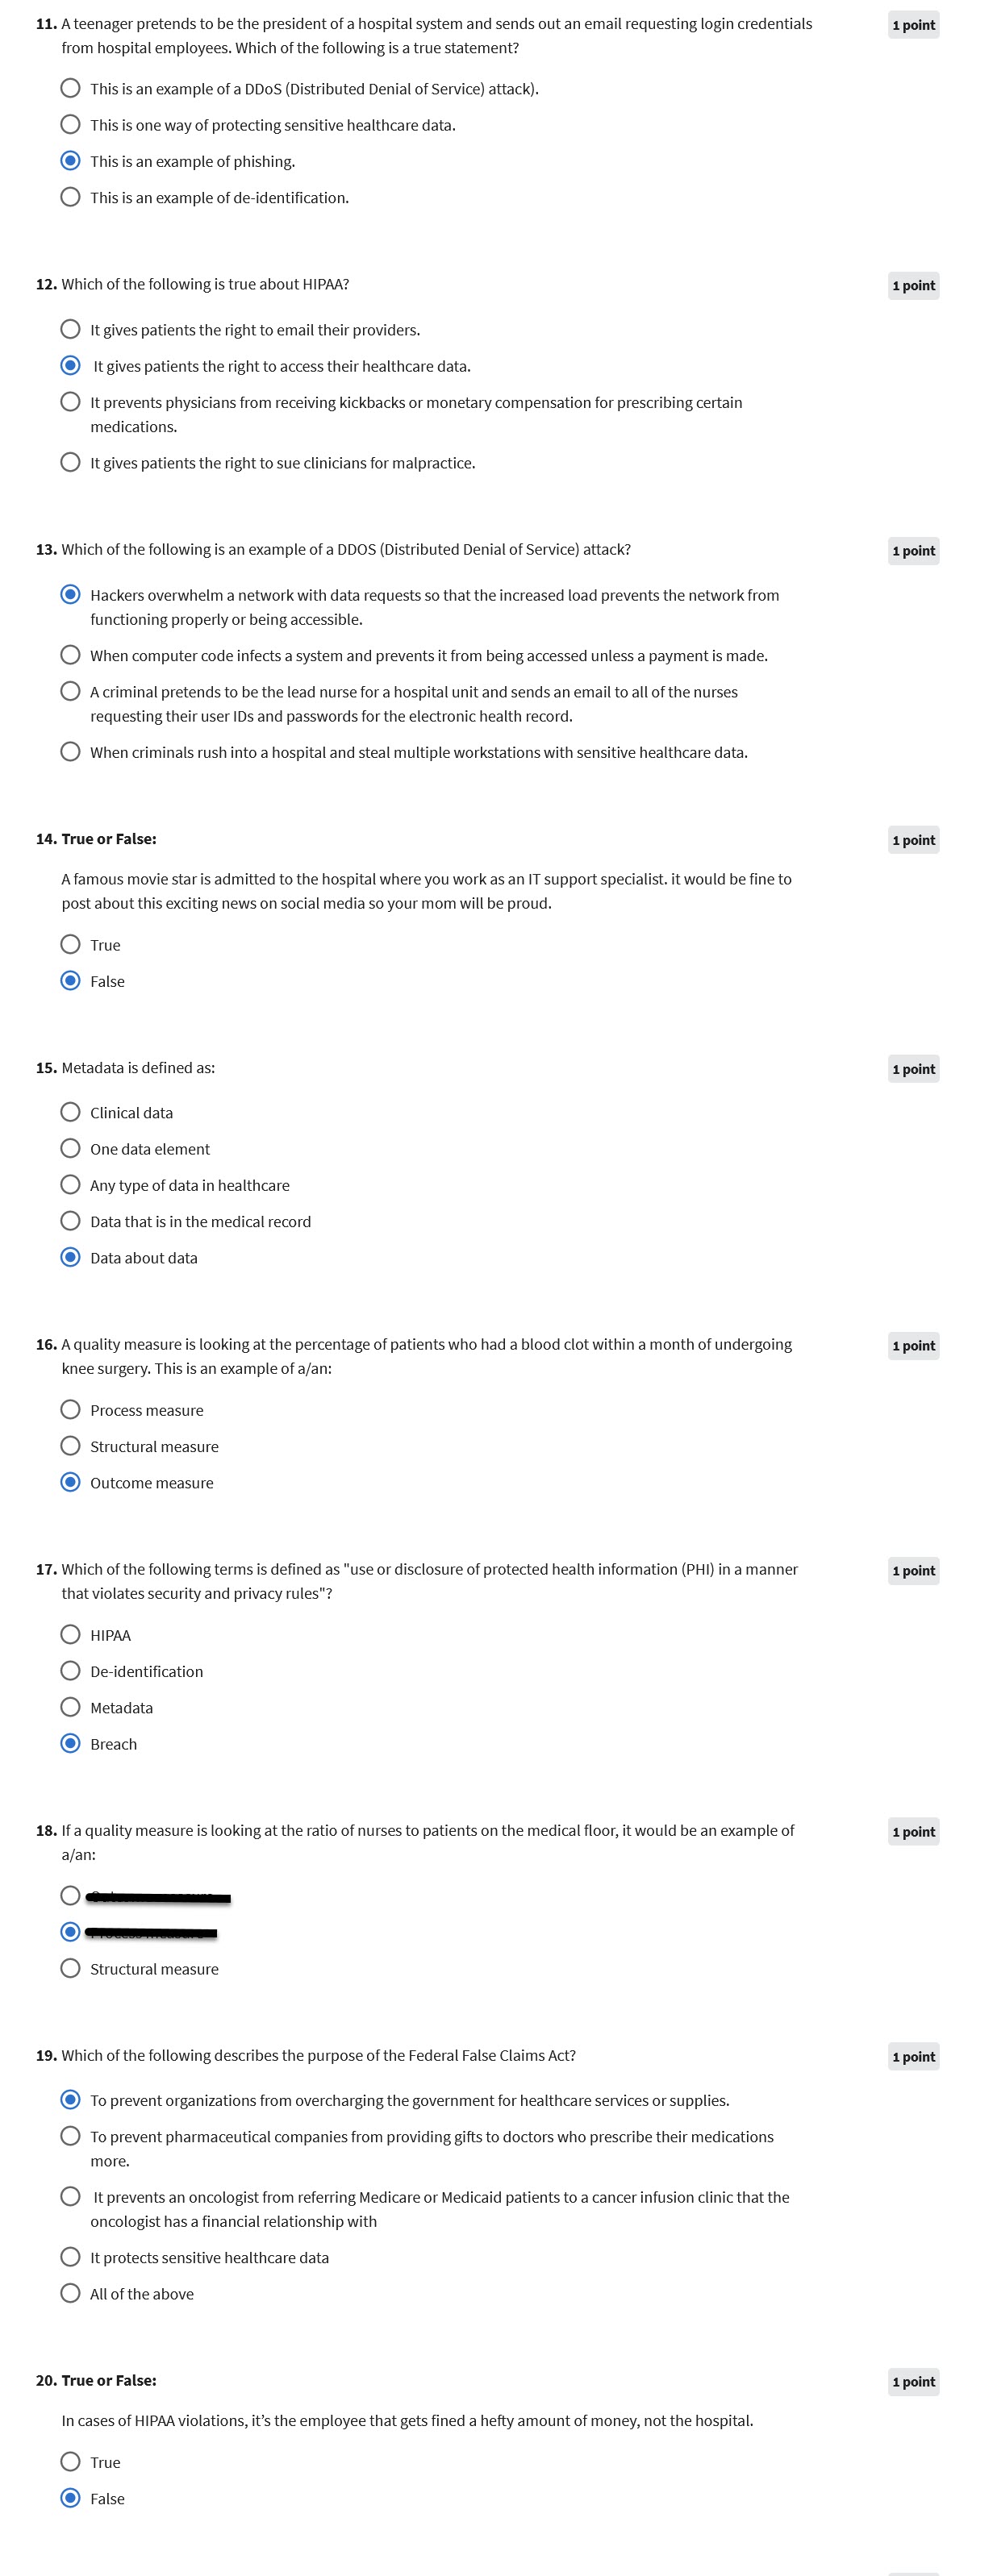 11. A teenager pretends to be the president of a hospital system and sends out an email requesting login credentials 1 point
from hospital employees. Which of the following is a true statement?
This is an example of a DDoS (Distributed Denial of Service) attack).
This is one way of protecting sensitive healthcare data.
This is an example of phishing.
This is an example of de-identification.
12. Which of the following is true about HIPAA? 1 point
It gives patients the right to email their providers.
It gives patients the right to access their healthcare data.
It prevents physicians from receiving kickbacks or monetary compensation for prescribing certain
medications.
It gives patients the right to sue clinicians for malpractice.
13. Which of the following is an example of a DDOS (Distributed Denial of Service) attack? 1 point
Hackers overwhelm a network with data requests so that the increased load prevents the network from
functioning properly or being accessible.
When computer code infects a system and prevents it from being accessed unless a payment is made.
A criminal pretends to be the lead nurse for a hospital unit and sends an email to all of the nurses
requesting their user IDs and passwords for the electronic health record.
When criminals rush into a hospital and steal multiple workstations with sensitive healthcare data.
14. True or False: 1 point
A famous movie star is admitted to the hospital where you work as an IT support specialist. it would be fine to
post about this exciting news on social media so your mom will be proud.
True
False
15. Metadata is defined as: 1 point
Clinical data
One data element
Any type of data in healthcare
Data that is in the medical record
Data about data
16. A quality measure is looking at the percentage of patients who had a blood clot within a month of undergoing 1 point
knee surgery. This is an example of a/an:
Process measure
Structural measure
Outcome measure
17. Which of the following terms is defined as "use or disclosure of protected health information (PHI) in a manner 1 point
that violates security and privacy rules"?
HIPAA
De-identification
Metadata
Breach
18. If a quality measure is looking at the ratio of nurses to patients on the medical floor, it would be an example of 1 point
a/an:
Structural measure
19. Which of the following describes the purpose of the Federal False Claims Act? 1 point
To prevent organizations from overcharging the government for healthcare services or supplies.
To prevent pharmaceutical companies from providing gifts to doctors who prescribe their medications
more.
It prevents an oncologist from referring Medicare or Medicaid patients to a cancer infusion clinic that the
oncologist has a financial relationship with
It protects sensitive healthcare data
All of the above
20. True or False: 1 point
In cases of HIPAA violations, it’s the employee that gets fined a hefty amount of money, not the hospital.
True
False